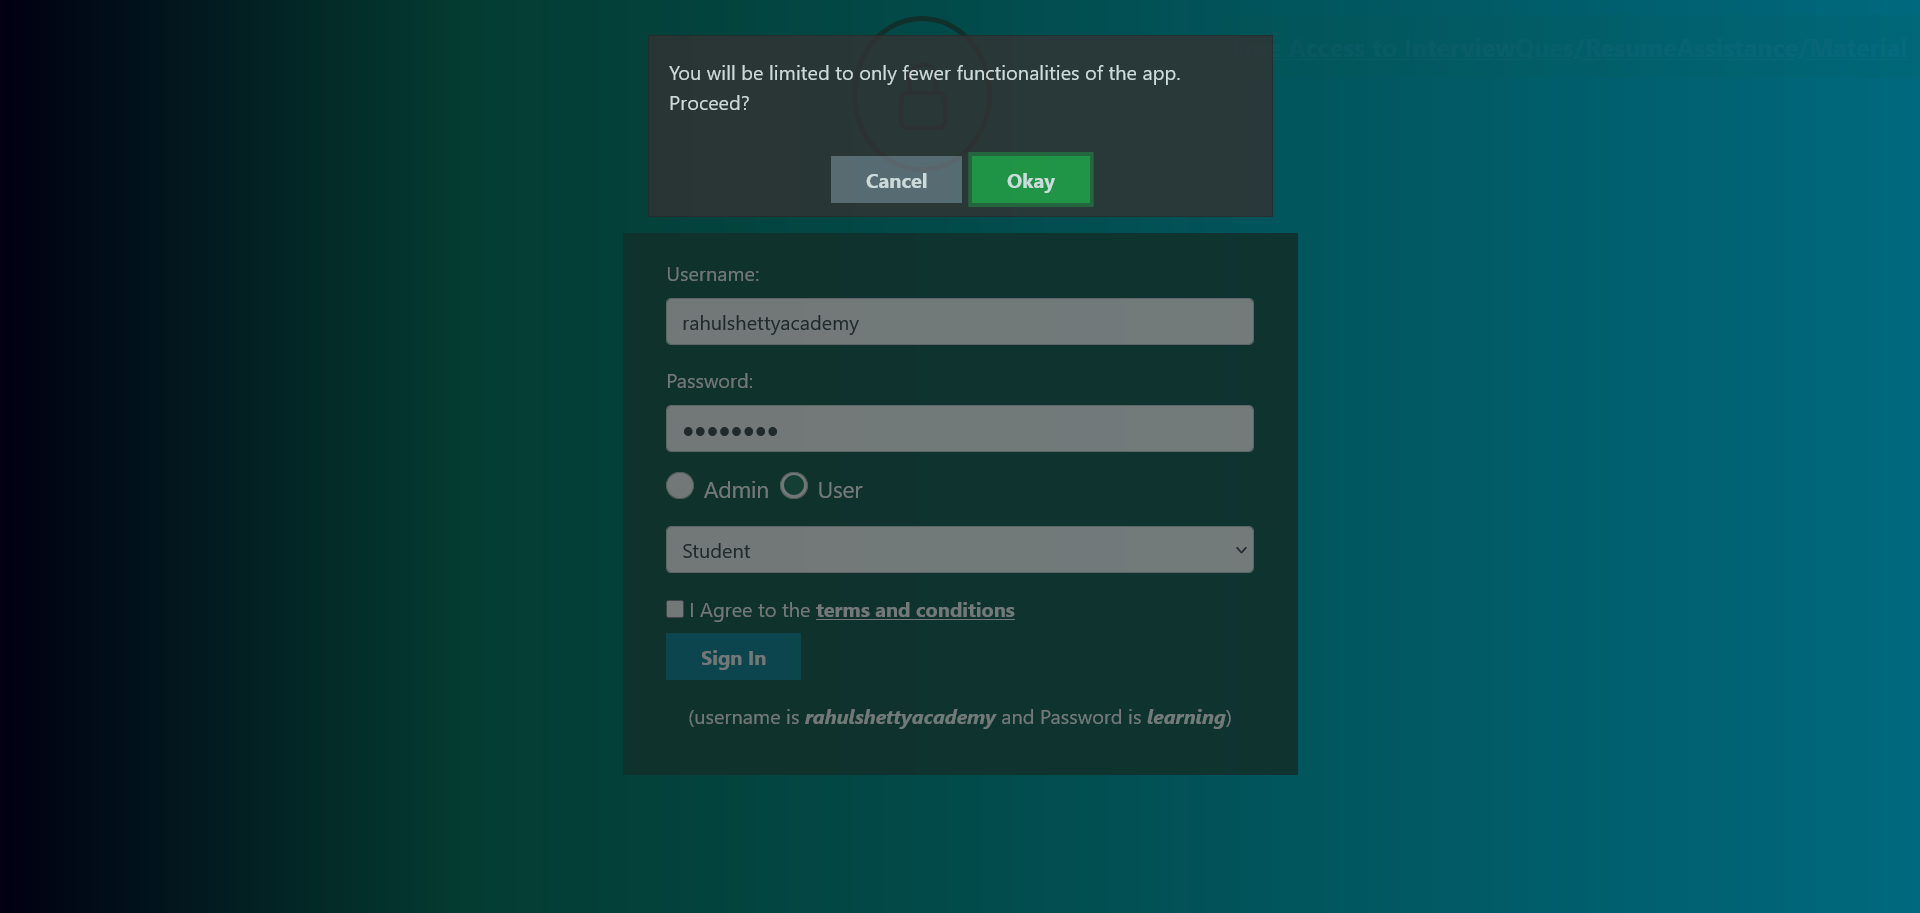 Access to InterviewQues/ResumeAssistance/Material
You will be limited to only fewer functionalities of the app.
Proceed?
Cancel
Okay
Username:
rahulshettyacademy
Password:
••••••••
Admin
User
Student
I Agree to the terms and conditions
Sign In
(username is rahulshettyacademy and Password is learning)